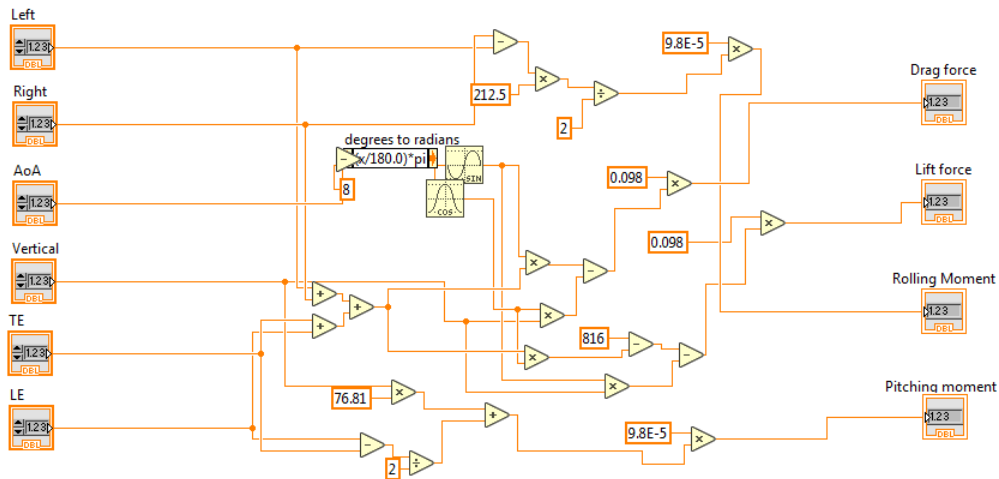 Left
1.23
DBL
Right
1.23
DBL
AoA
1.23
DBL
Vertical
1.23
DBL
TE
1.23
DBL
LE
1.23
DBL
212.5
2
9.8E-5
degrees to radians
(x/180.0)*pi
8
SIN
COS
0.098
0.098
816
76.81
2
9.8E-5
Drag force
1.23
DBL
Lift force
1.23
DBL
Rolling Moment
1.23
DBL
Pitching moment
1.23
DBL